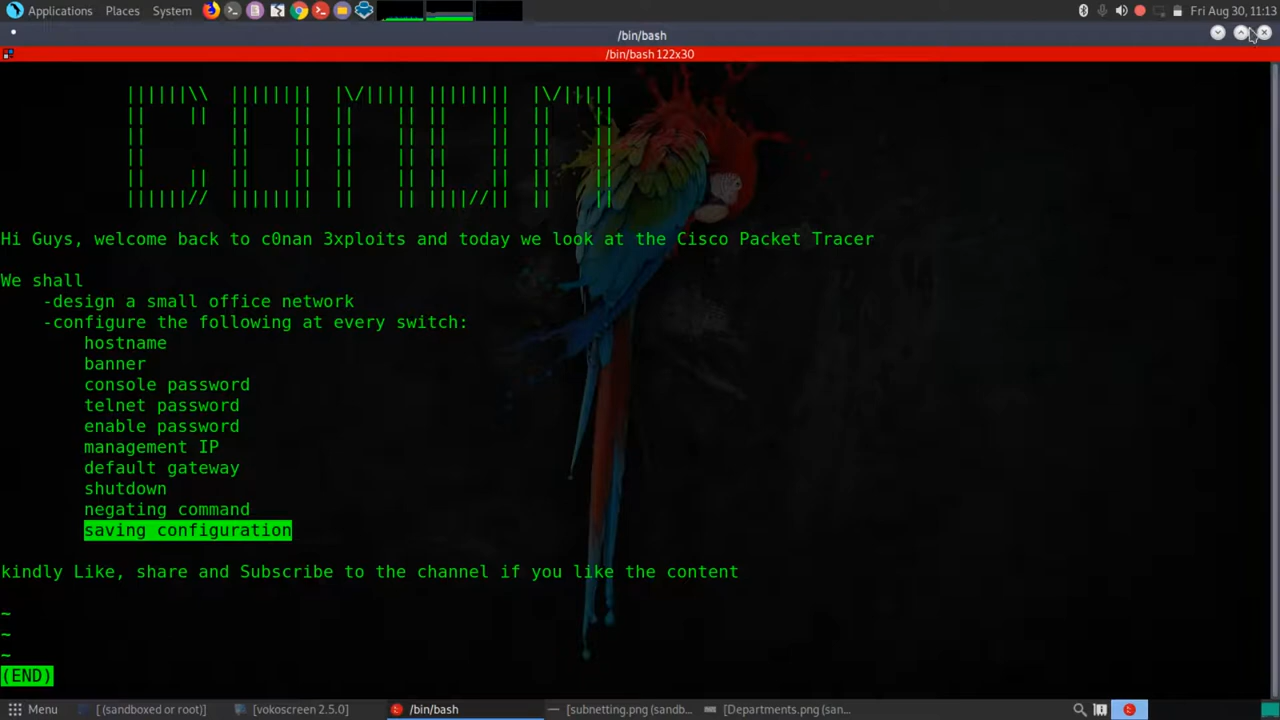 Applications Places System Fri Aug 30, 11:13
/bin/bash
/bin/bash 122x30
Hi Guys, welcome back to c0nan 3xploits and today we look at the Cisco Packet Tracer
We shall
-design a small office network
-configure the following at every switch:
hostname
banner
console password
telnet password
enable password
management IP
default gateway
shutdown
negating command
saving configuration
kindly Like, share and Subscribe to the channel if you like the content
~
~
~
(END)
Menu [ (sandboxed or root)] [vokoscreen 2.5.0] /bin/bash [subnetting.png (sandb... [Departments.png (san...